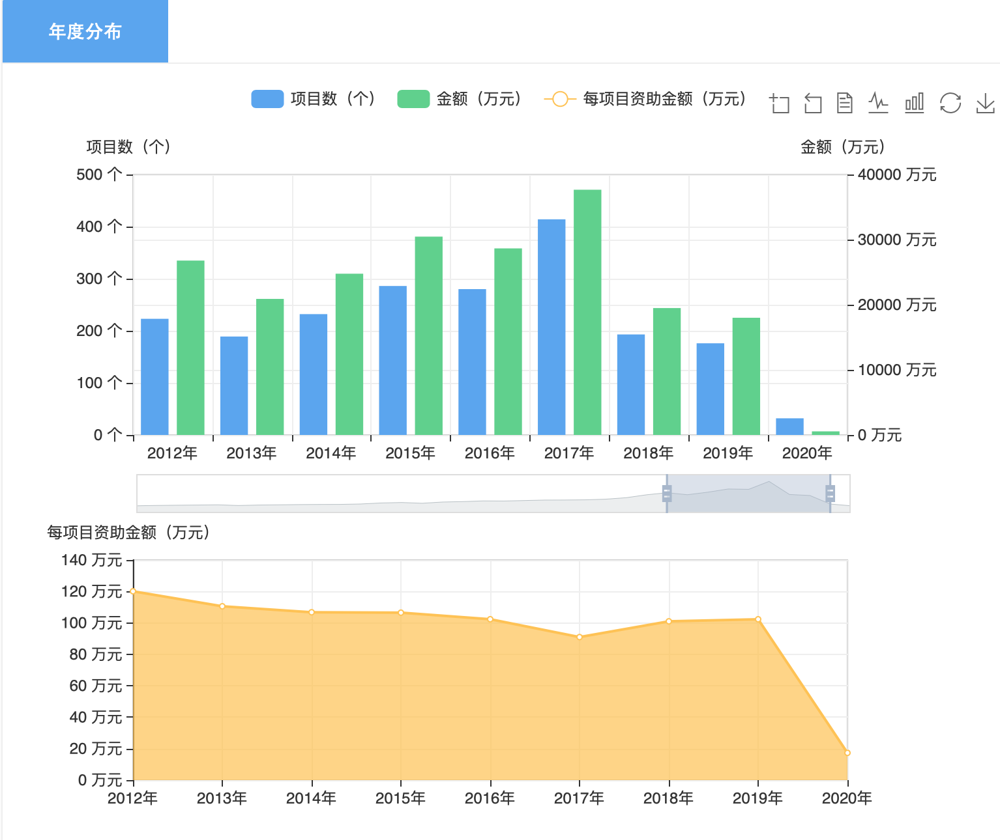 年度分布
项目数（个） 金额（万元） 每项目资助金额（万元）
项目数（个） 金额（万元）
500 个 40000 万元
400 个
30000 万元
300 个
20000 万元
200 个
10000 万元
100 个
0 个 0 万元
2012年 2013年 2014年 2015年 2016年 2017年 2018年 2019年 2020年
每项目资助金额（万元）
140 万元
120 万元
100 万元
80 万元
60 万元
40 万元
20 万元
0 万元
2012年 2013年 2014年 2015年 2016年 2017年 2018年 2019年 2020年